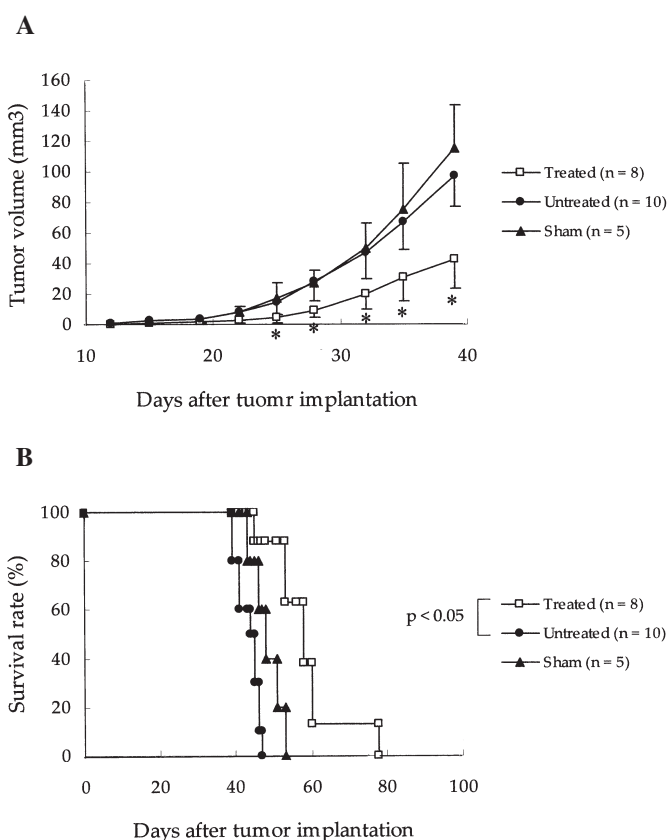 A
160
140
120
100
80
60
40
20
0
Tumor volume (mm3)
10 20 30 40
Days after tuomr implantation
Treated (n = 8)
Untreated (n = 10)
Sham (n = 5)
* * * * *
B
100
80
60
40
20
0
Survival rate (%)
0 20 40 60 80 100
Days after tumor implantation
p < 0.05
Treated (n = 8)
Untreated (n = 10)
Sham (n = 5)